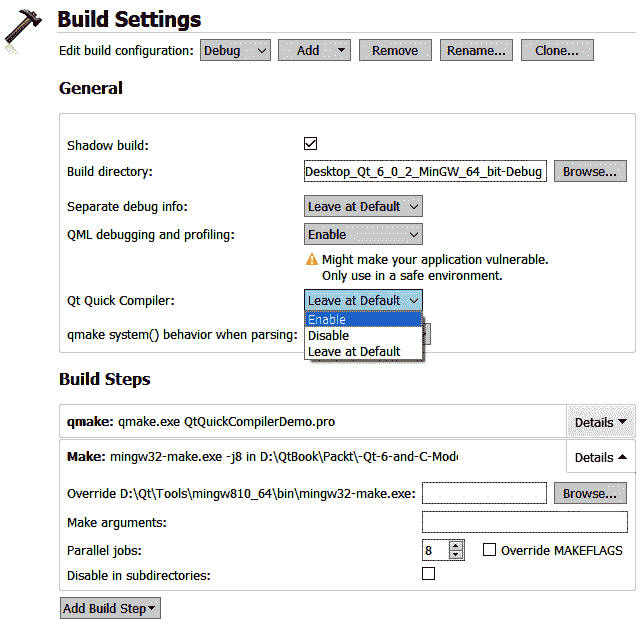 Build Settings
Edit build configuration: Debug Add Remove Rename... Clone...
General
Shadow build:
Build directory: Desktop_Qt_6_0_2_MinGW_64_bit-Debug Browse...
Separate debug info: Leave at Default
QML debugging and profiling: Enable
Might make your application vulnerable.
Only use in a safe environment.
Qt Quick Compiler: Leave at Default
Enable
qmake system() behavior when parsing: Disable
Leave at Default
Build Steps
qmake: qmake.exe QtQuickCompilerDemo.pro Details
Make: mingw32-make.exe -j8 in D:\QtBook\Packt\-Qt-6-and-C-Mode Details
Override D:\Qt\Tools\mingw810_64\bin\mingw32-make.exe: Browse...
Make arguments:
Parallel jobs: 8 Override MAKEFLAGS
Disable in subdirectories:
Add Build Step